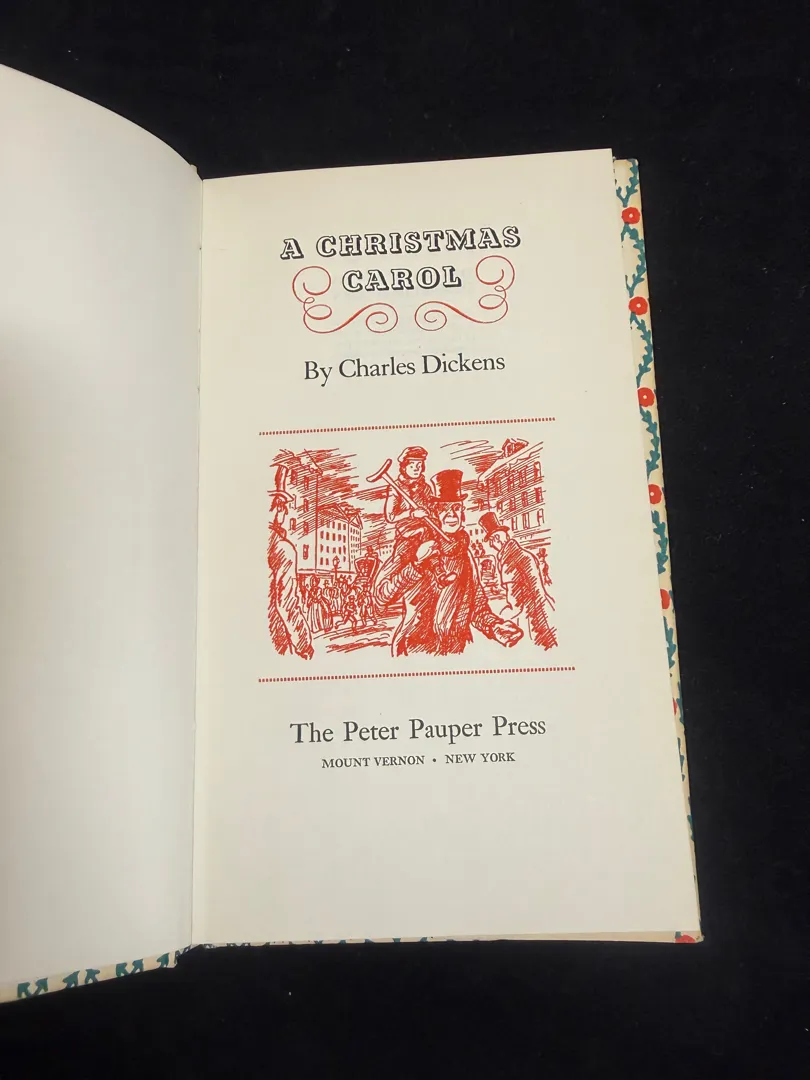 A CHRISTMAS
CAROL
By Charles Dickens
The Peter Pauper Press
MOUNT VERNON • NEW YORK